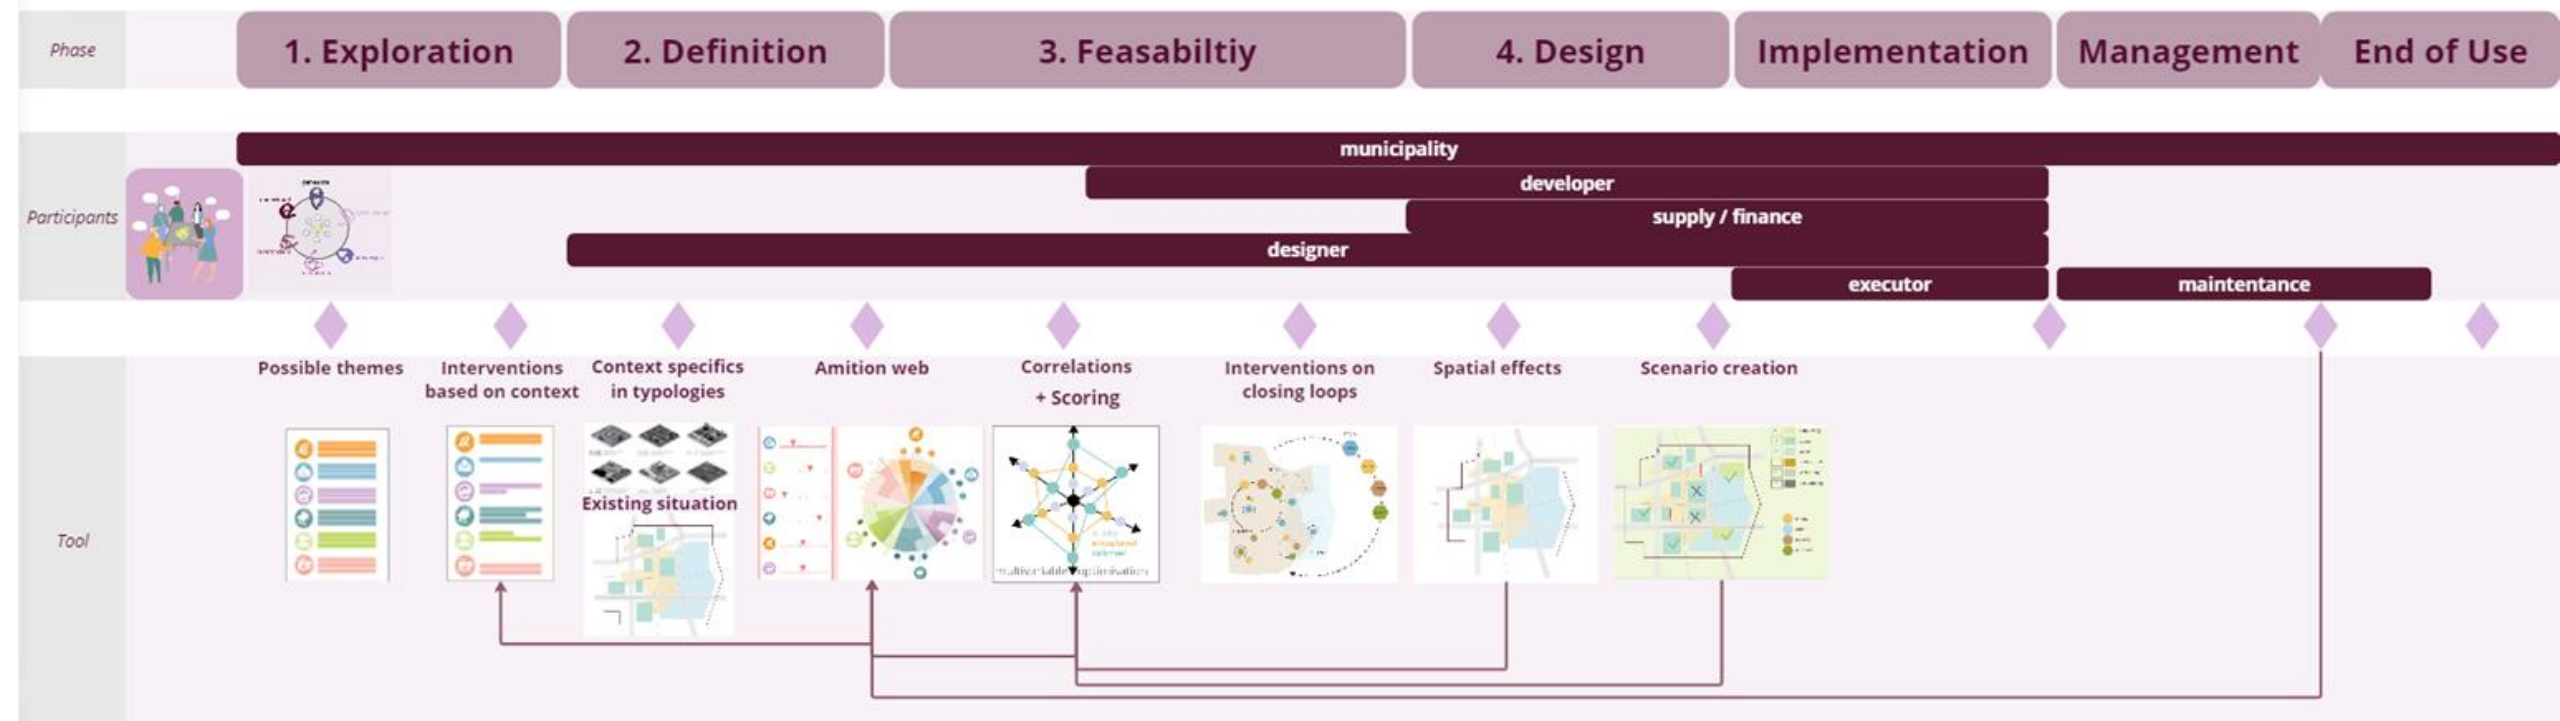 Phase
1. Exploration
2. Definition
3. Feasabiltiy
4. Design
Implementation
Management
End of Use
Participants
municipality
developer
supply / finance
designer
executor
maintentance
Tool
Possible themes
Interventions
based on context
Context specifics
in typologies
Existing situation
Amition web
Correlations
+ Scoring
multivariable optimisation
Interventions on
closing loops
Spatial effects
Scenario creation